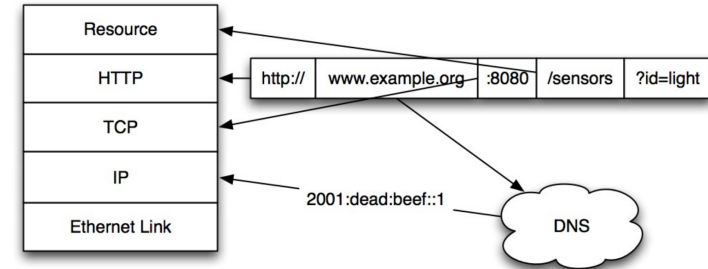 Resource
HTTP
TCP
IP
Ethernet Link
http://
www.example.org
:8080
/sensors
?id=light
2001:dead:beef::1
DNS